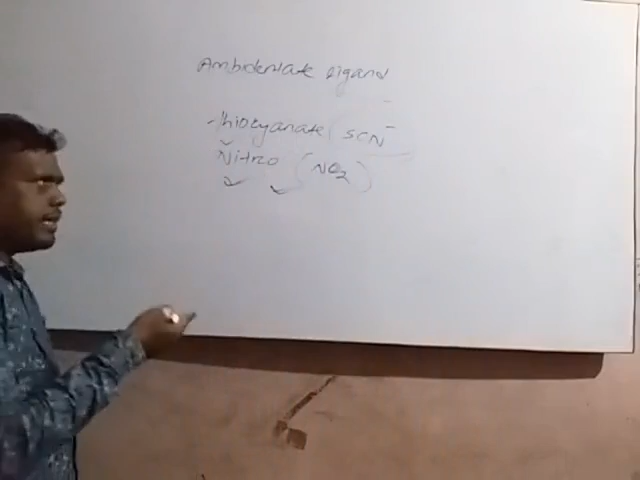 Ambidentate ligand
Thiocyanate (SCN⁻
Nitro (NO₂)